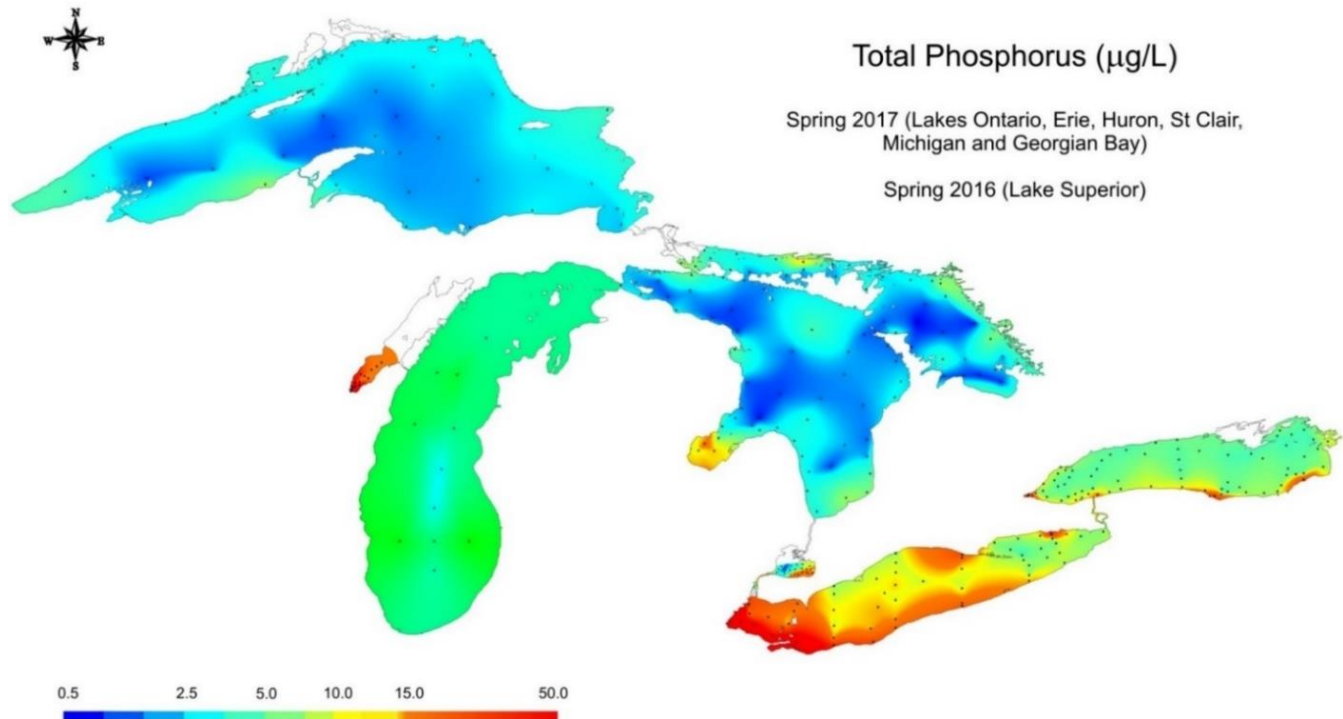 N
W E
S
Total Phosphorus (μg/L)
Spring 2017 (Lakes Ontario, Erie, Huron, St Clair,
Michigan and Georgian Bay)
Spring 2016 (Lake Superior)
0.5 2.5 5.0 10.0 15.0 50.0